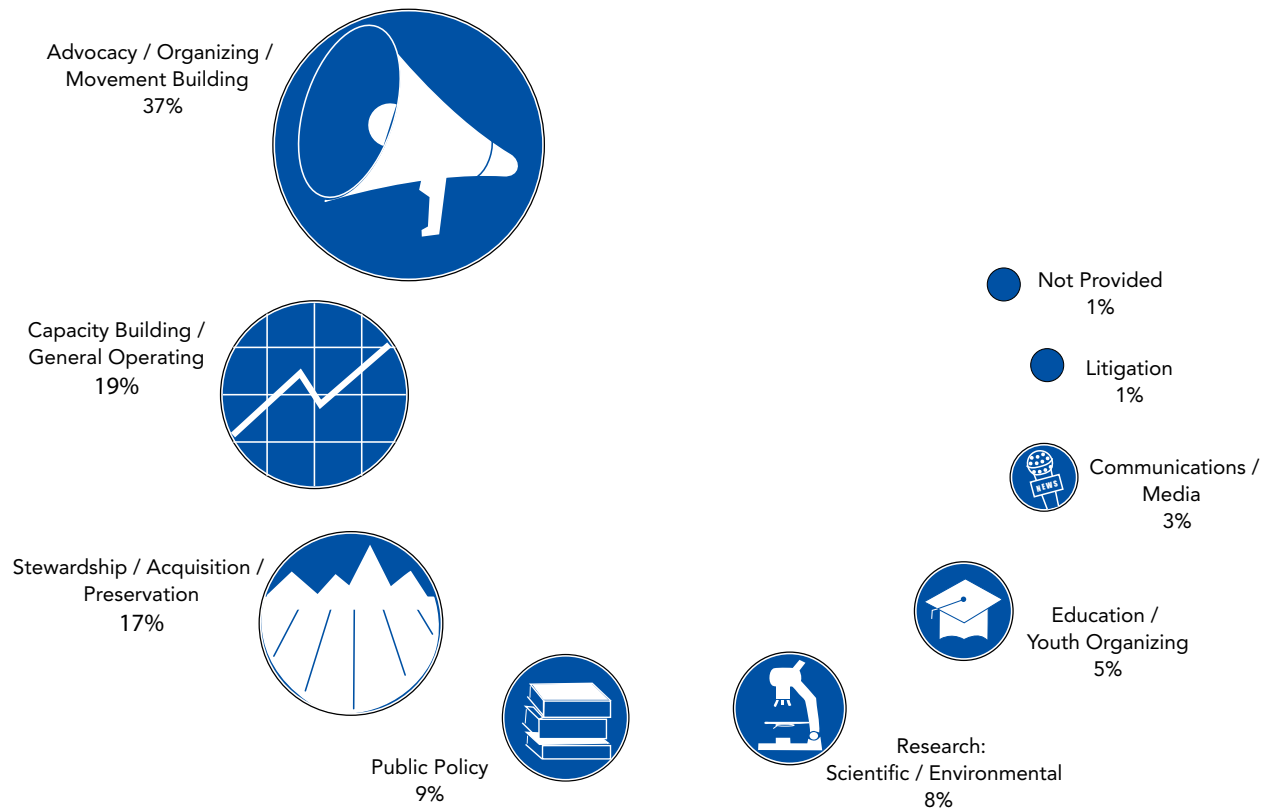 Advocacy / Organizing /
Movement Building
37%
Capacity Building /
General Operating
19%
Stewardship / Acquisition /
Preservation
17%
Public Policy
9%
Research:
Scientific / Environmental
8%
Education /
Youth Organizing
5%
NEWS
Communications /
Media
3%
Litigation
1%
Not Provided
1%